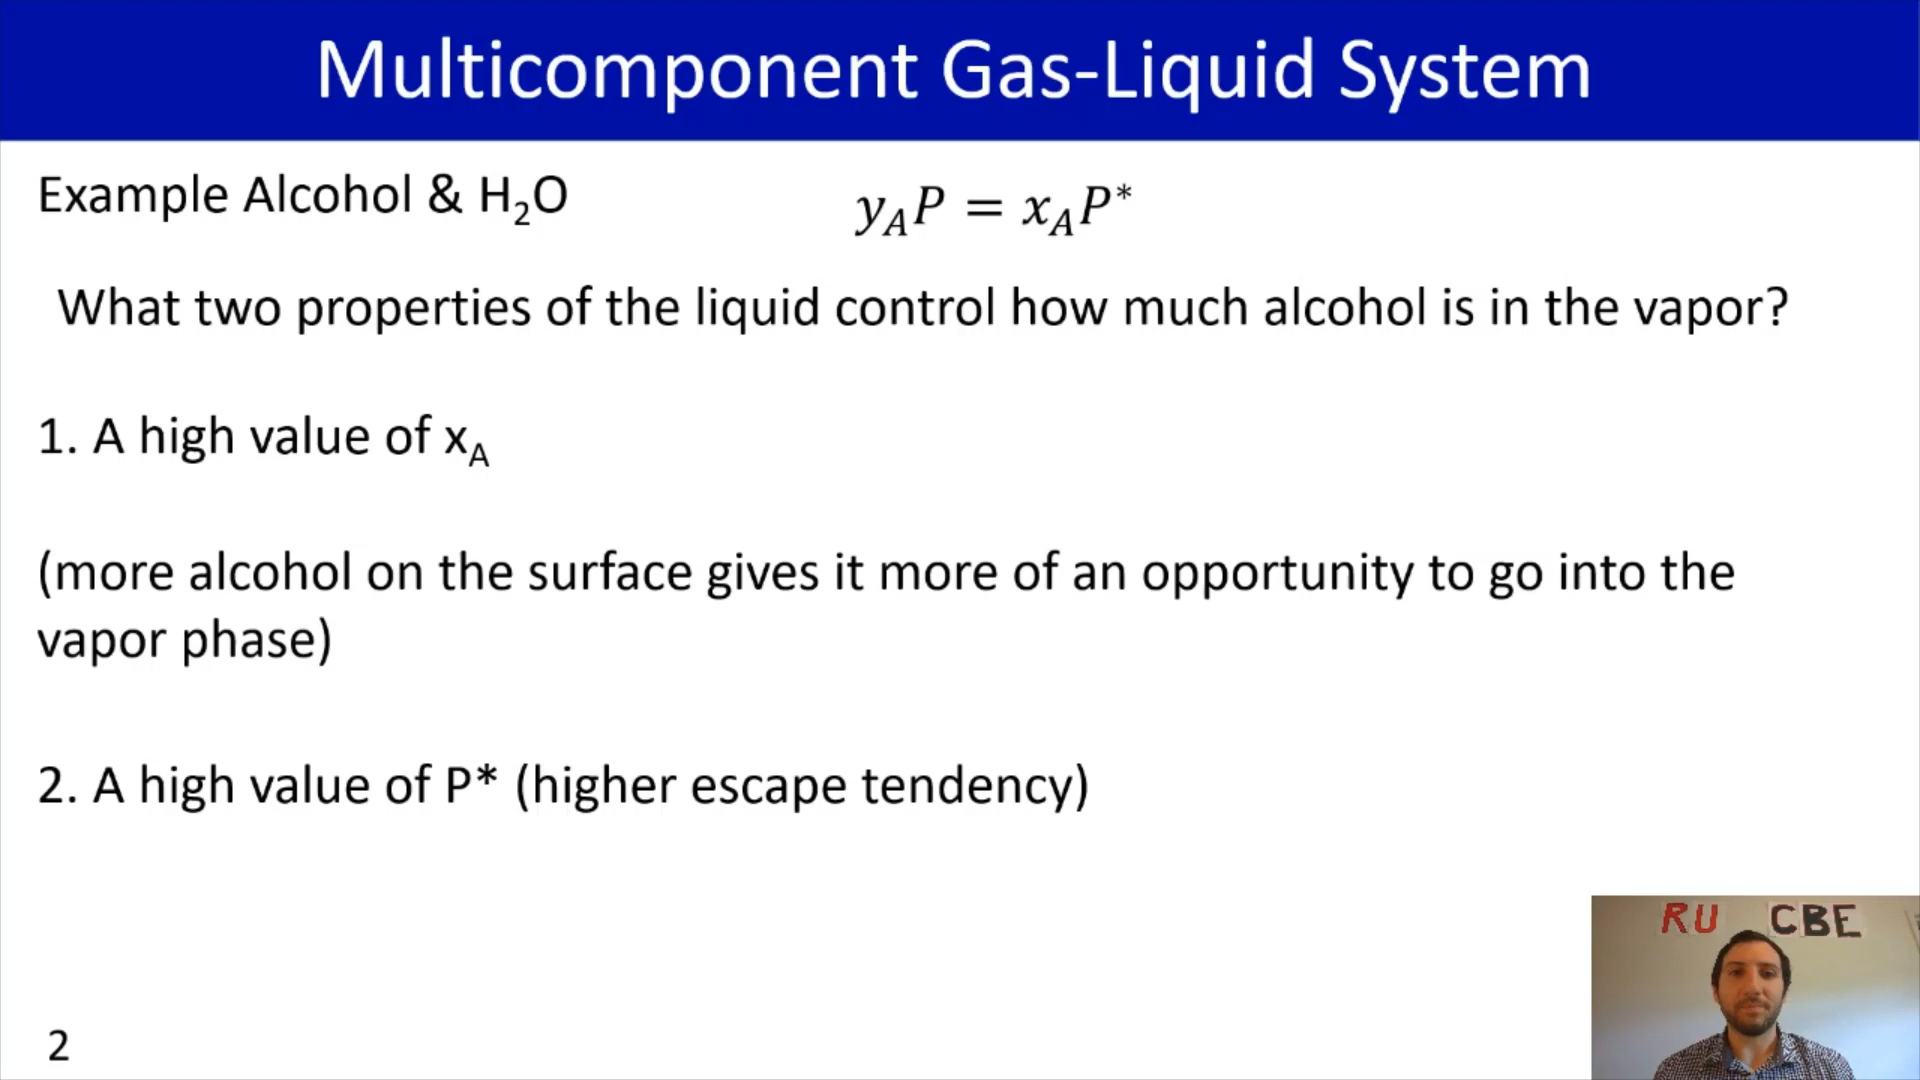 Multicomponent Gas-Liquid System
Example Alcohol & H₂O
y_A P = x_A P*
What two properties of the liquid control how much alcohol is in the vapor?
1. A high value of x_A
(more alcohol on the surface gives it more of an opportunity to go into the
vapor phase)
2. A high value of P* (higher escape tendency)
RU CBE
2